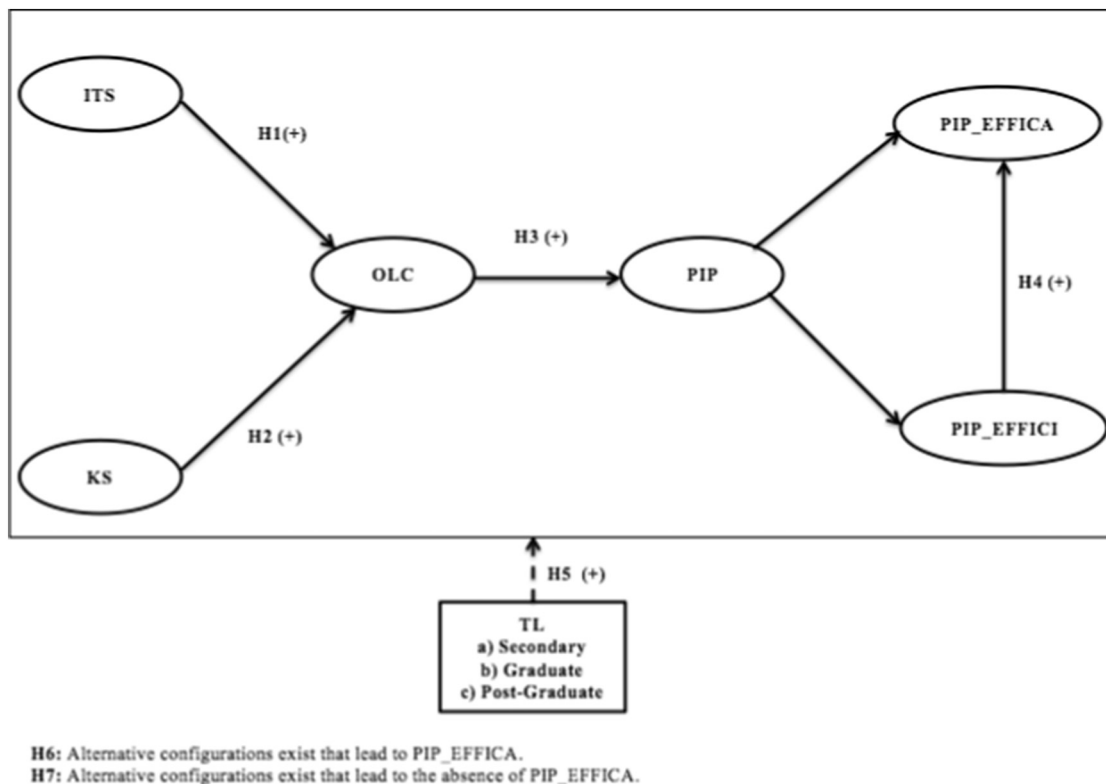 ITS
H1(+)
PIP_EFFICA
H3 (+)
OLC
PIP
H4 (+)
H2 (+)
KS
PIP_EFFICI
H5 (+)
TL
a) Secondary
b) Graduate
c) Post-Graduate
H6: Alternative configurations exist that lead to PIP_EFFICA.
H7: Alternative configurations exist that lead to the absence of PIP_EFFICA.